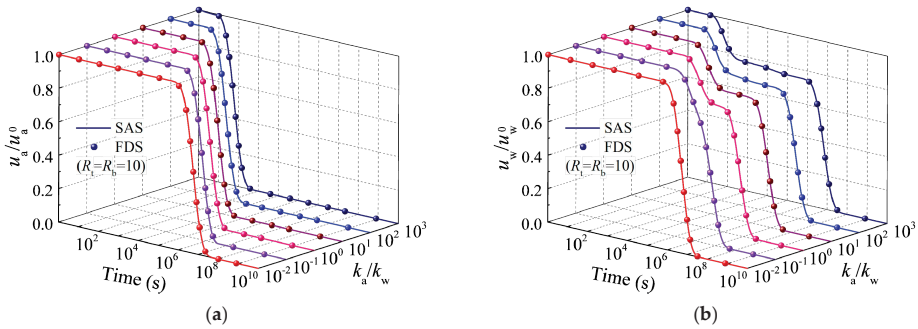 1.0
0.8
0.6
0.4
0.2
0.0
u_a/u_a^0
SAS
FDS
(R_t=R_b=10)
10^2
10^4
10^6
10^8
10^10
Time (s)
10^-2
10^-1
10^0
10^1
10^2
10^3
k_a/k_w
(a)
1.0
0.8
0.6
0.4
0.2
0.0
u_w/u_w^0
SAS
FDS
(R_t=R_b=10)
10^2
10^4
10^6
10^8
10^10
Time (s)
10^-2
10^-1
10^0
10^1
10^2
10^3
k_a/k_w
(b)